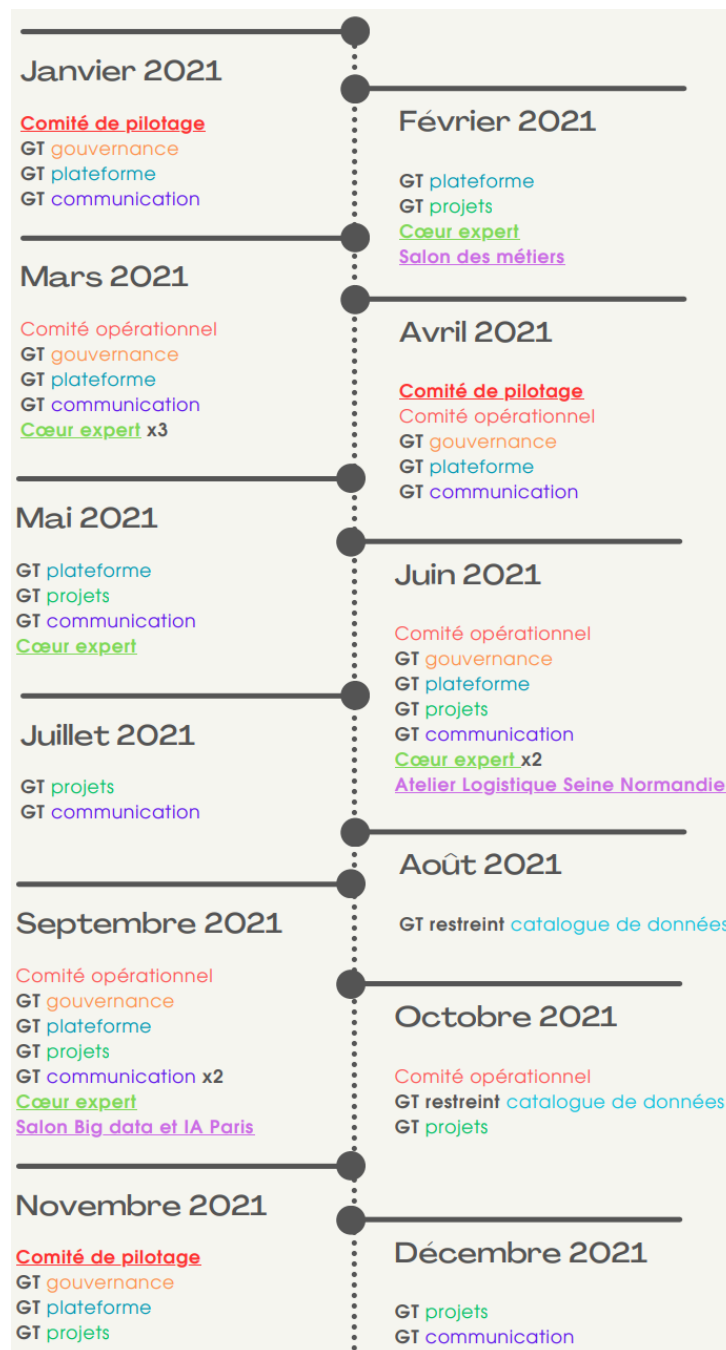 Janvier 2021
Comité de pilotage
GT gouvernance
GT plateforme
GT communication
Février 2021
GT plateforme
GT projets
Cœur expert
Salon des métiers
Mars 2021
Comité opérationnel
GT gouvernance
GT plateforme
GT communication
Cœur expert x3
Avril 2021
Comité de pilotage
Comité opérationnel
GT gouvernance
GT plateforme
GT communication
Mai 2021
GT plateforme
GT projets
GT communication
Cœur expert
Juin 2021
Comité opérationnel
GT gouvernance
GT plateforme
GT projets
GT communication
Cœur expert x2
Atelier Logistique Seine Normandie
Juillet 2021
GT projets
GT communication
Août 2021
GT restreint catalogue de données
Septembre 2021
Comité opérationnel
GT gouvernance
GT plateforme
GT projets
GT communication x2
Cœur expert
Salon Big data et IA Paris
Octobre 2021
Comité opérationnel
GT restreint catalogue de données
GT projets
Novembre 2021
Comité de pilotage
GT gouvernance
GT plateforme
GT projets
Décembre 2021
GT projets
GT communication